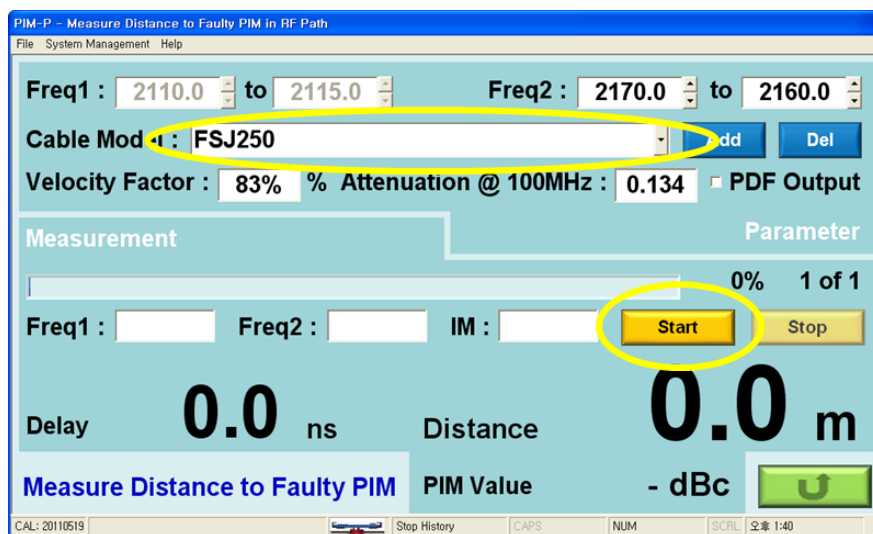 PIM-P - Measure Distance to Faulty PIM in RF Path
File System Management Help
Freq1 : 2110.0 to 2115.0 Freq2 : 2170.0 to 2160.0
Cable Model : FSJ250 Add Del
Velocity Factor : 83% % Attenuation @ 100MHz : 0.134 PDF Output
Measurement Parameter
0% 1 of 1
Freq1 : Freq2 : IM : Start Stop
Delay 0.0 ns Distance 0.0 m
Measure Distance to Faulty PIM PIM Value - dBc
CAL: 20110519 Stop History CAPS NUM SCRL 오후 1:40